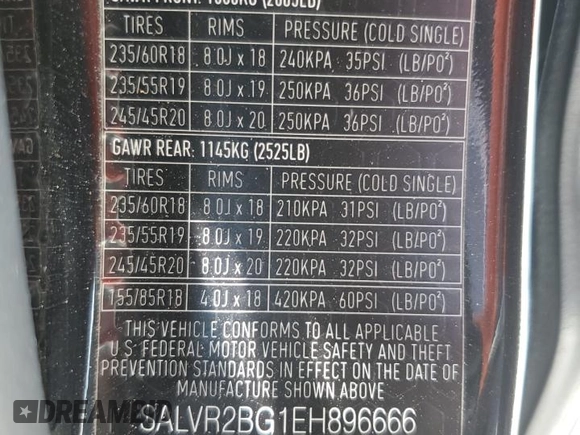 TIRES RIMS PRESSURE (COLD SINGLE)
235/60R18 8.0J x 18 240KPA 35PSI (LB/PO²)
235/55R19 8.0J x 19 250KPA 36PSI (LB/PO²)
245/45R20 8.0J x 20 250KPA 36PSI (LB/PO²)
GAWR REAR: 1145KG (2525LB)
TIRES RIMS PRESSURE (COLD SINGLE)
235/60R18 8.0J x 18 210KPA 31PSI (LB/PO²)
235/55R19 8.0J x 19 220KPA 32PSI (LB/PO²)
245/45R20 8.0J x 20 220KPA 32PSI (LB/PO²)
155/85R18 4.0J x 18 420KPA 60PSI (LB/PO²)
THIS VEHICLE CONFORMS TO ALL APPLICABLE
U.S. FEDERAL MOTOR VEHICLE SAFETY AND THEFT
PREVENTION STANDARDS IN EFFECT ON THE DATE OF
MANUFACTURE SHOWN ABOVE
SALVR2BG1EH896666
DREAMBID